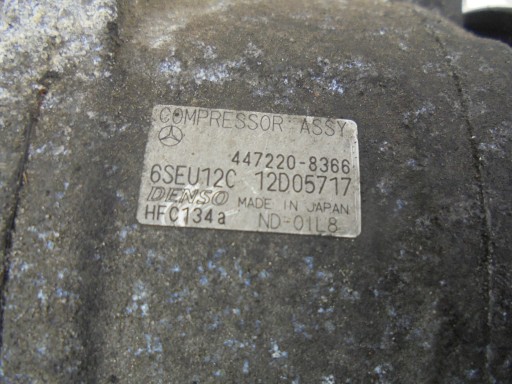 COMPRESSOR ASSY
447220-8366
6SEU12C 12D05717
DENSO MADE IN JAPAN
HFC134a ND-OIL8